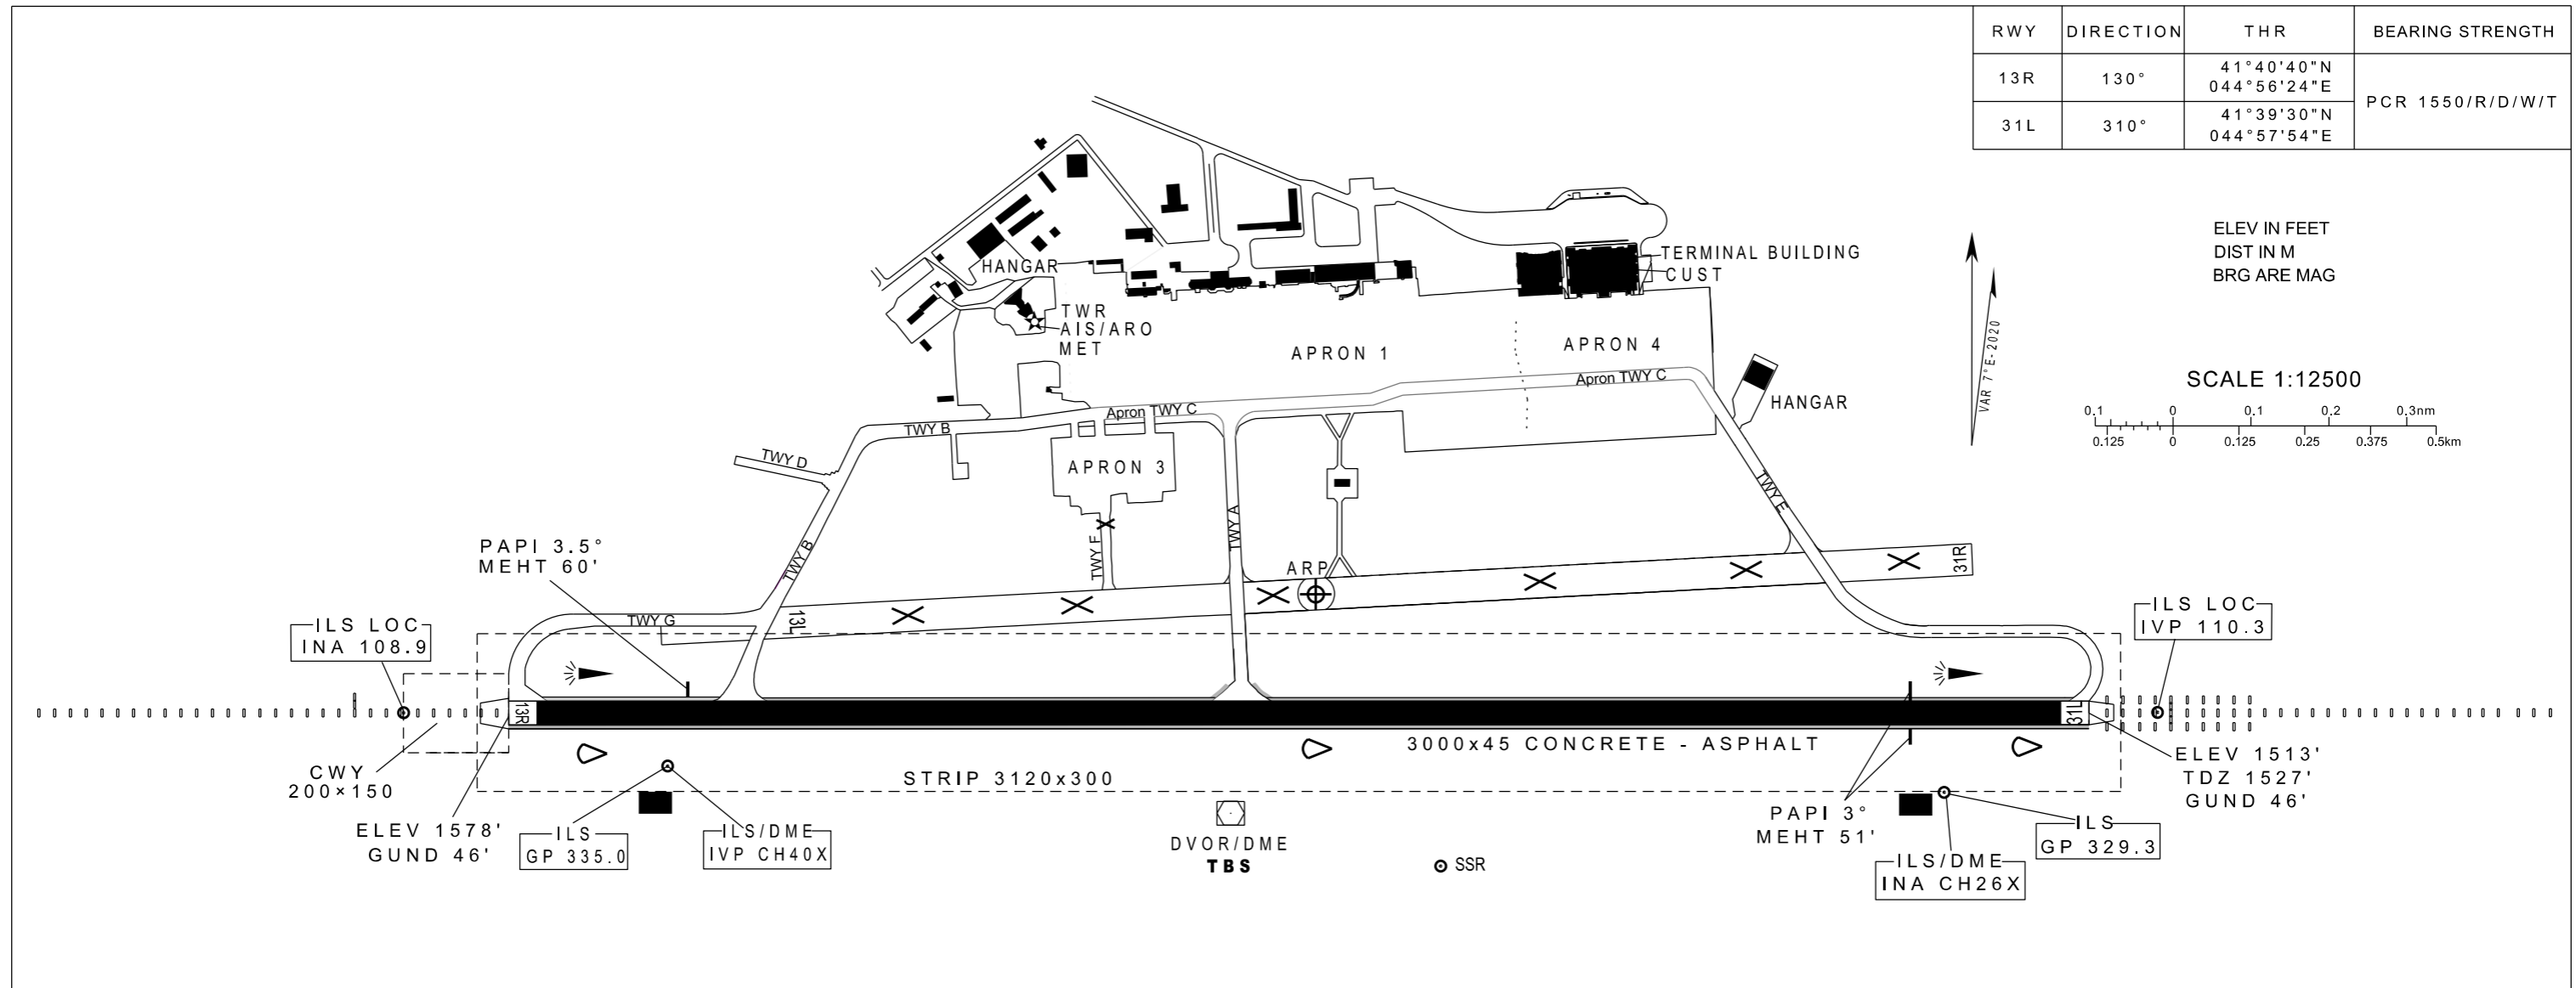 RWY DIRECTION THR BEARING STRENGTH
13R 130° 41°40'40"N
044°56'24"E
PCR 1550/R/D/W/T
31L 310° 41°39'30"N
044°57'54"E
ELEV IN FEET
DIST IN M
BRG ARE MAG
SCALE 1:12500
0.1 0 0.1 0.2 0.3nm
0.125 0 0.125 0.25 0.375 0.5km
VAR 7°E-2020
TERMINAL BUILDING
CUST
HANGAR
TWR
AIS/ARO
MET
APRON 1
APRON 4
Apron TWY C
HANGAR
Apron TWY C
TWY B
TWY D
APRON 3
TWY E
TWY A
TWY F
TWY B
PAPI 3.5°
MEHT 60'
ARP
31R
13L
TWY G
ILS LOC
INA 108.9
ILS LOC
IVP 110.3
13R
31L
3000x45 CONCRETE - ASPHALT
STRIP 3120x300
CWY
200×150
ELEV 1578'
GUND 46'
ILS
GP 335.0
ILS/DME
IVP CH40X
DVOR/DME
TBS
SSR
PAPI 3°
MEHT 51'
ILS/DME
INA CH26X
ILS
GP 329.3
ELEV 1513'
TDZ 1527'
GUND 46'